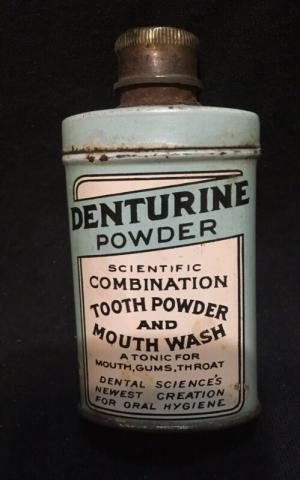 DENTURINE
POWDER
SCIENTIFIC
COMBINATION
TOOTH POWDER
AND
MOUTH WASH
A TONIC FOR
MOUTH, GUMS, THROAT
DENTAL SCIENCE'S
NEWEST CREATION
FOR ORAL HYGIENE